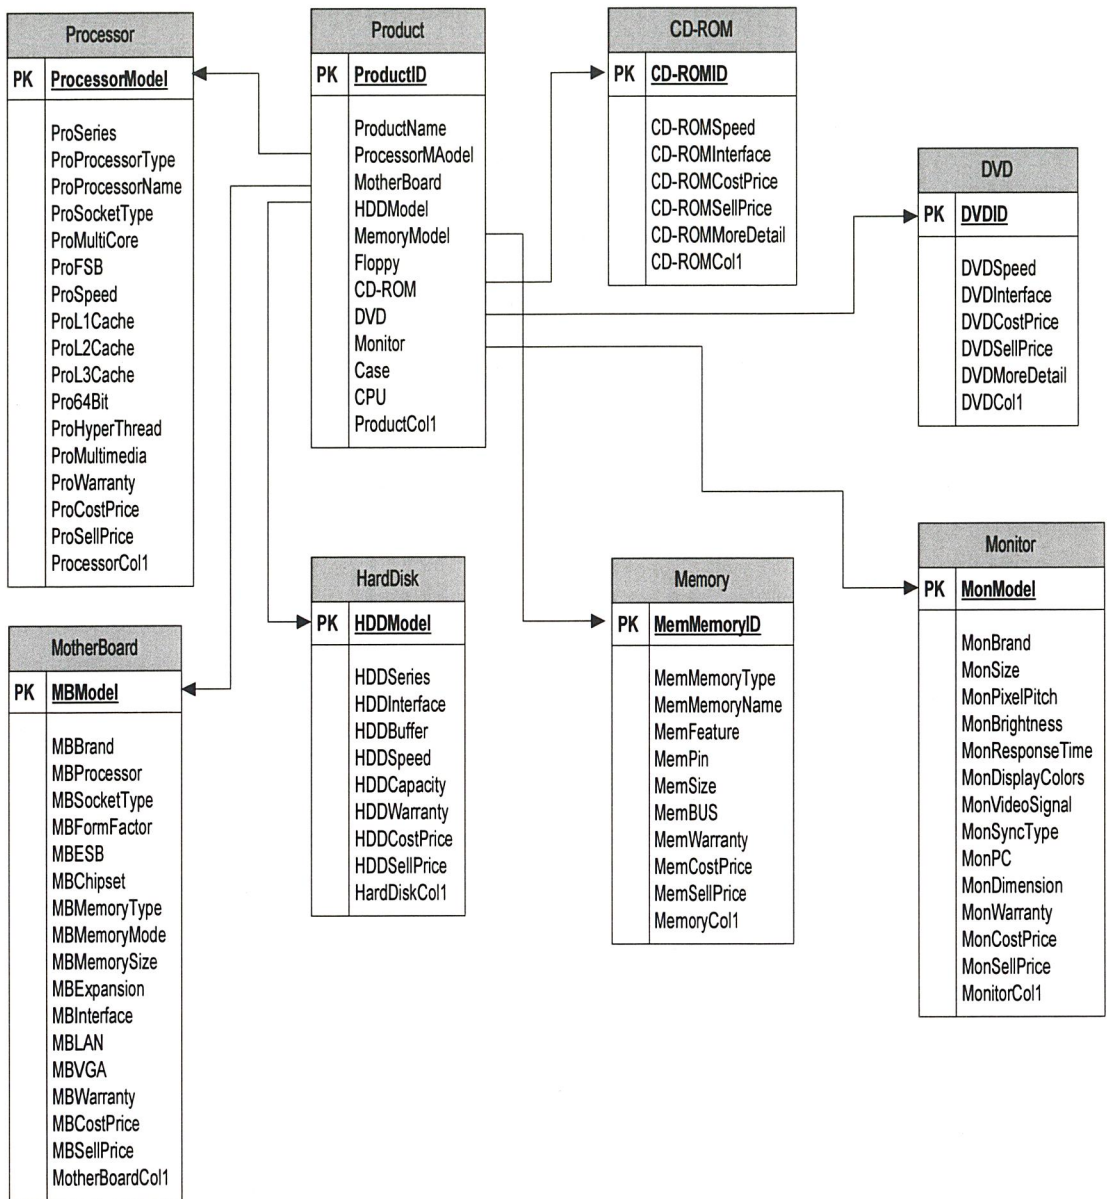 Processor
PK ProcessorModel
ProSeries
ProProcessorType
ProProcessorName
ProSocketType
ProMultiCore
ProFSB
ProSpeed
ProL1Cache
ProL2Cache
ProL3Cache
Pro64Bit
ProHyperThread
ProMultimedia
ProWarranty
ProCostPrice
ProSellPrice
ProcessorCol1
Product
PK ProductID
ProductName
ProcessorMAodel
MotherBoard
HDDModel
MemoryModel
Floppy
CD-ROM
DVD
Monitor
Case
CPU
ProductCol1
CD-ROM
PK CD-ROMID
CD-ROMSpeed
CD-ROMInterface
CD-ROMCostPrice
CD-ROMSellPrice
CD-ROMMoreDetail
CD-ROMCol1
DVD
PK DVDID
DVDSpeed
DVDInterface
DVDCostPrice
DVDSellPrice
DVDMoreDetail
DVDCol1
MotherBoard
PK MBModel
MBBrand
MBProcessor
MBSocketType
MBFormFactor
MBESB
MBChipset
MBMemoryType
MBMemoryMode
MBMemorySize
MBExpansion
MBInterface
MBLAN
MBVGA
MBWarranty
MBCostPrice
MBSellPrice
MotherBoardCol1
HardDisk
PK HDDModel
HDDSeries
HDDInterface
HDDBuffer
HDDSpeed
HDDCapacity
HDDWarranty
HDDCostPrice
HDDSellPrice
HardDiskCol1
Memory
PK MemMemoryID
MemMemoryType
MemMemoryName
MemFeature
MemPin
MemSize
MemBUS
MemWarranty
MemCostPrice
MemSellPrice
MemoryCol1
Monitor
PK MonModel
MonBrand
MonSize
MonPixelPitch
MonBrightness
MonResponseTime
MonDisplayColors
MonVideoSignal
MonSyncType
MonPC
MonDimension
MonWarranty
MonCostPrice
MonSellPrice
MonitorCol1